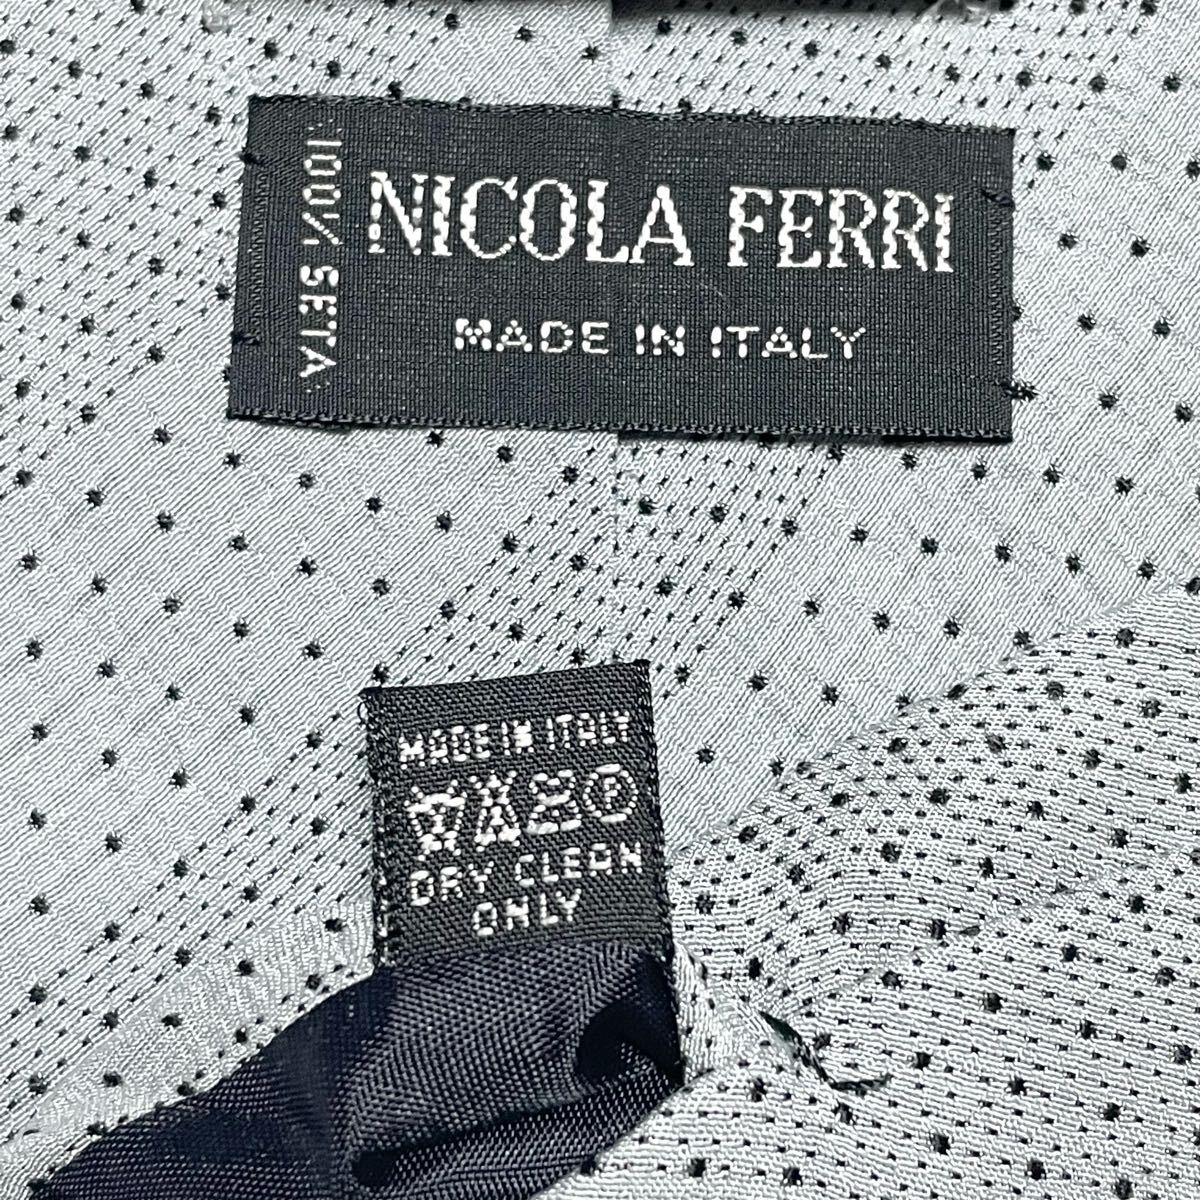 100% SETA
NICOLA FERRI
MADE IN ITALY
MADE IN ITALY
P
DRY CLEAN
ONLY